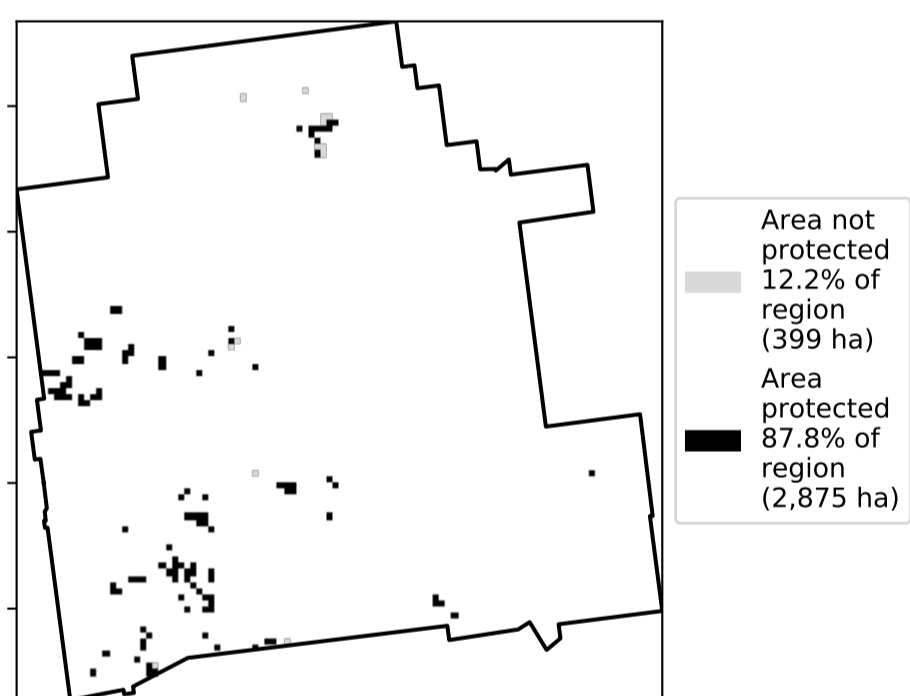 Area not
protected
12.2% of
region
(399 ha)
Area
protected
87.8% of
region
(2,875 ha)